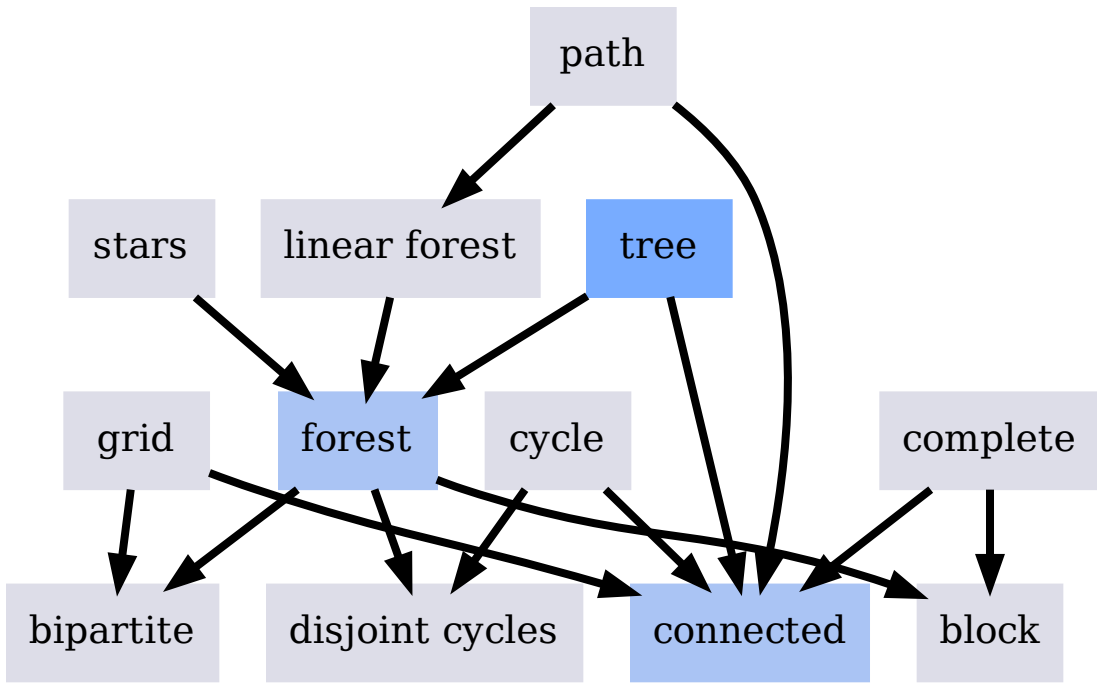 path
stars
linear forest
tree
grid
forest
cycle
complete
bipartite
disjoint cycles
connected
block